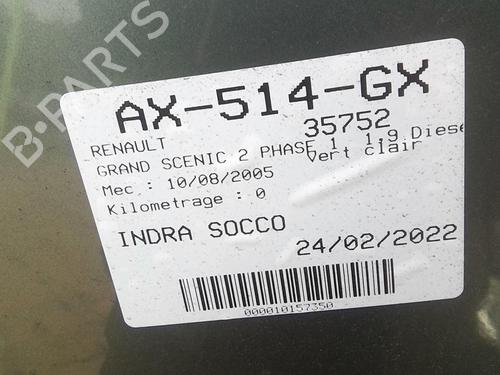 B-PARTS
AX-514-GX
35752
RENAULT
GRAND SCENIC 2 PHASE 1 1.9 Diese
Vert clair
Mec.: 10/08/2005
Kilometrage : 0
INDRA SOCCO
24/02/2022
000010157350